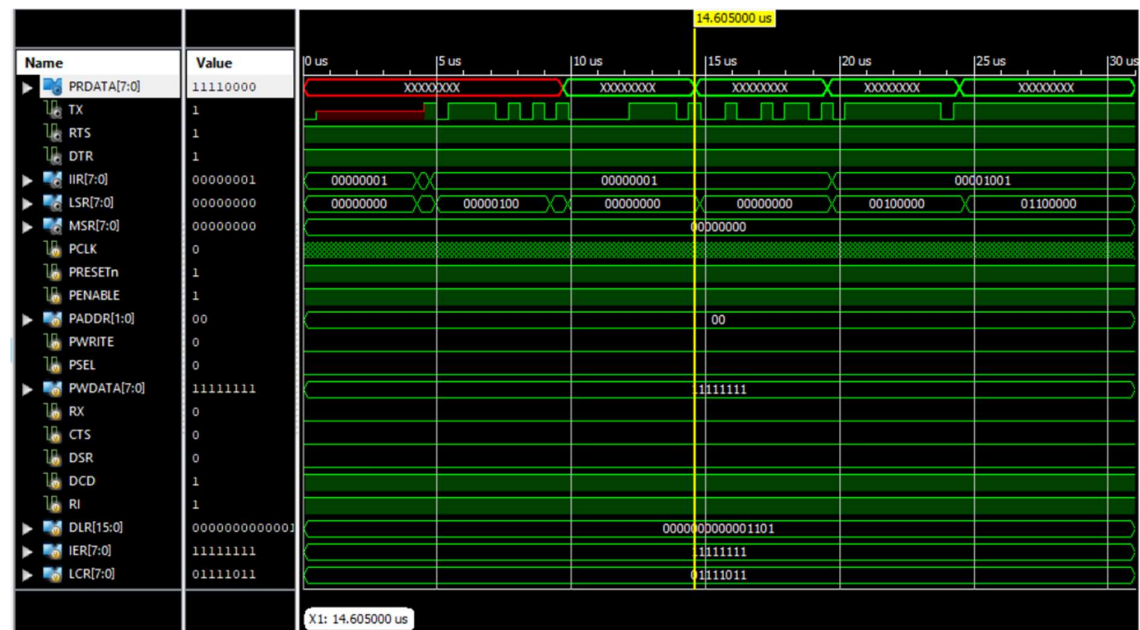 14.605000 us
Name Value 0 us 5 us 10 us 15 us 20 us 25 us 30 us
PRDATA[7:0] 11110000 XXXXXXXX XXXXXXXX XXXXXXXX XXXXXXXX XXXXXXXX
TX 1
RTS 1
DTR 1
IIR[7:0] 00000001 00000001 00000001 00001001
LSR[7:0] 00000000 00000000 00000100 00000000 00000000 00100000 01100000
MSR[7:0] 00000000 00000000
PCLK 0
PRESETn 1
PENABLE 1
PADDR[1:0] 00 00
PWRITE 0
PSEL 0
PWDATA[7:0] 11111111 11111111
RX 0
CTS 0
DSR 0
DCD 1
RI 1
DLR[15:0] 0000000000001 0000000000001101
IER[7:0] 11111111 11111111
LCR[7:0] 01111011 01111011
X1: 14.605000 us